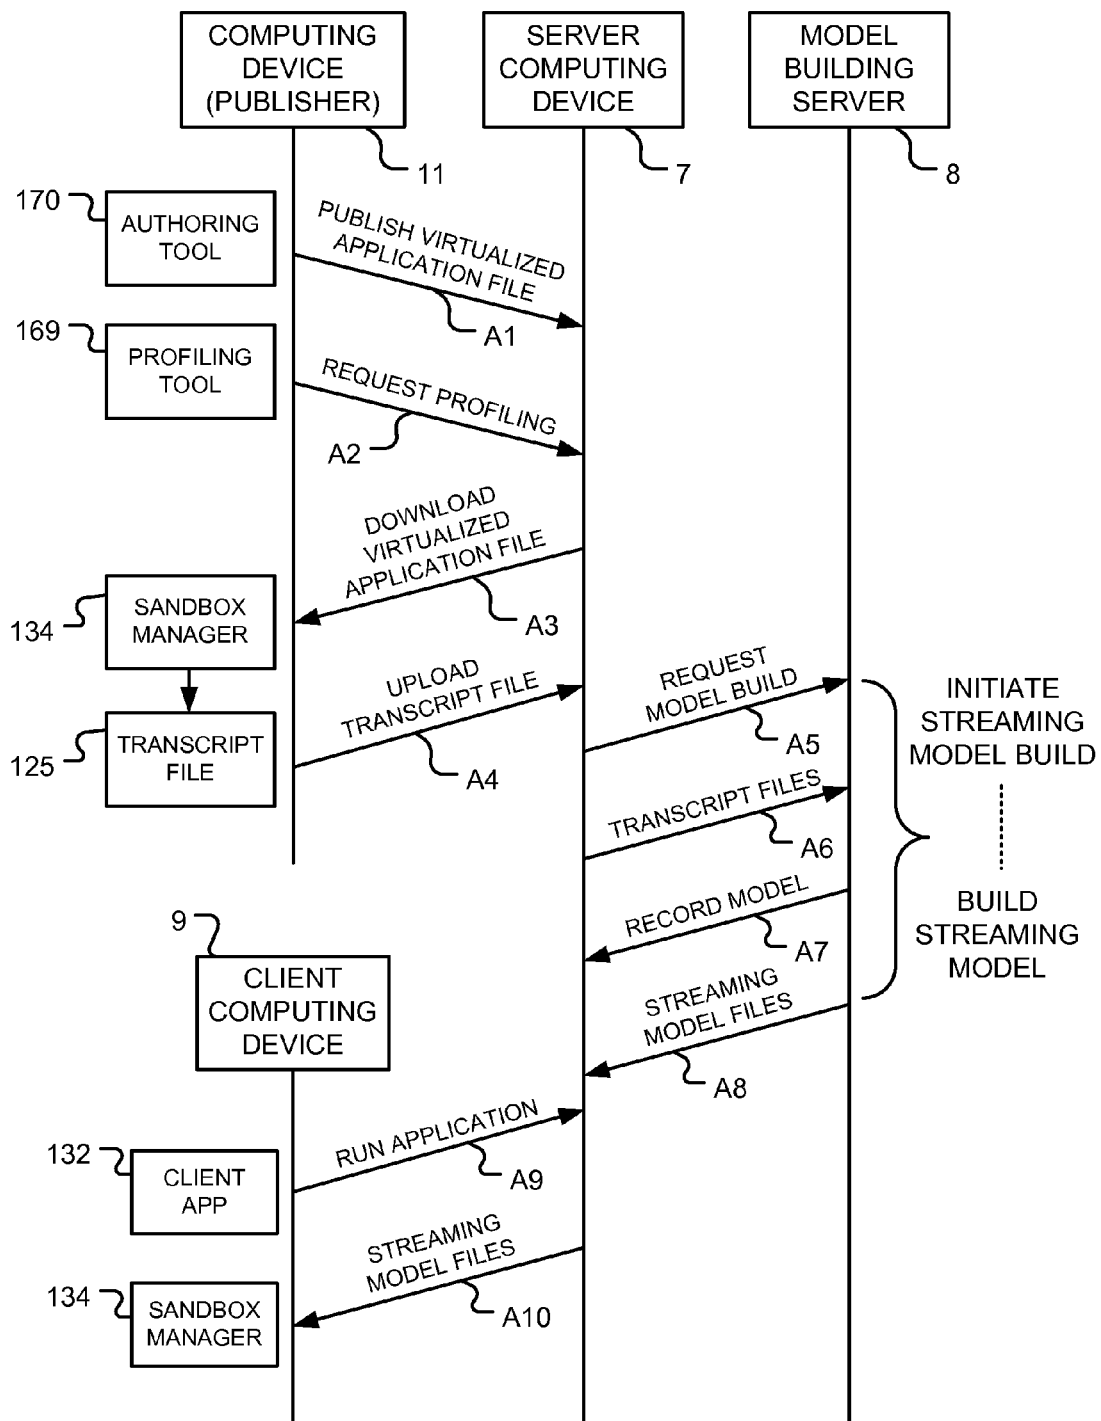 COMPUTING
DEVICE
(PUBLISHER)
SERVER
COMPUTING
DEVICE
MODEL
BUILDING
SERVER
11
7
8
170
AUTHORING
TOOL
PUBLISH VIRTUALIZED
APPLICATION FILE
A1
169
PROFILING
TOOL
REQUEST PROFILING
A2
DOWNLOAD
VIRTUALIZED
APPLICATION FILE
A3
134
SANDBOX
MANAGER
125
TRANSCRIPT
FILE
UPLOAD
TRANSCRIPT FILE
A4
REQUEST
MODEL BUILD
A5
INITIATE
STREAMING
MODEL BUILD
TRANSCRIPT FILES
A6
RECORD MODEL
A7
BUILD
STREAMING
MODEL
STREAMING
MODEL FILES
A8
9
CLIENT
COMPUTING
DEVICE
132
CLIENT
APP
RUN APPLICATION
A9
STREAMING
MODEL FILES
A10
134
SANDBOX
MANAGER